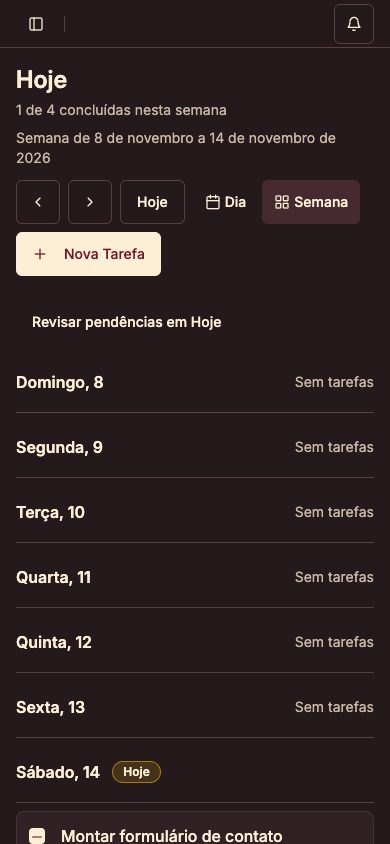 Hoje
1 de 4 concluídas nesta semana
Semana de 8 de novembro a 14 de novembro de
2026
Hoje
Dia
Semana
Nova Tarefa
Revisar pendências em Hoje
Domingo, 8
Sem tarefas
Segunda, 9
Sem tarefas
Terça, 10
Sem tarefas
Quarta, 11
Sem tarefas
Quinta, 12
Sem tarefas
Sexta, 13
Sem tarefas
Sábado, 14
Hoje
Montar formulário de contato